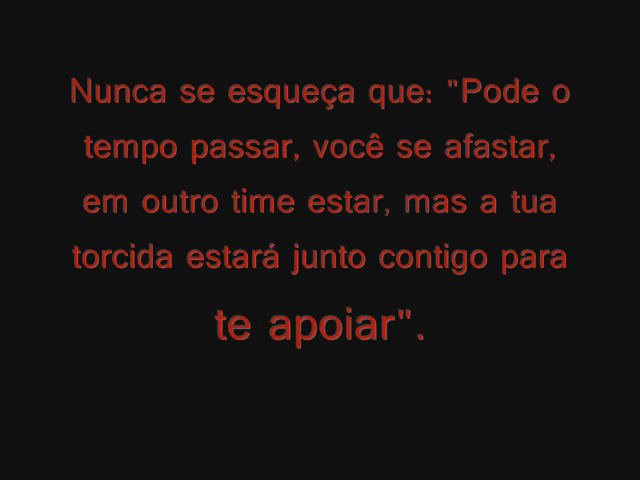 Nunca se esqueça que: "Pode o
tempo passar, você se afastar,
em outro time estar, mas a tua
torcida estará junto contigo para
te apoiar".